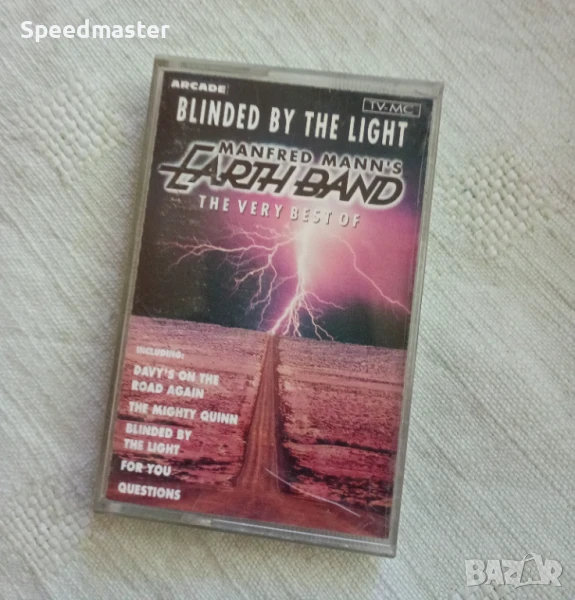 Speedmaster
ARCADE
TV-MC
BLINDED BY THE LIGHT
MANFRED MANN'S
EARTH BAND
THE VERY BEST OF
INCLUDING:
DAVY'S ON THE
ROAD AGAIN
THE MIGHTY QUINN
BLINDED BY
THE LIGHT
FOR YOU
QUESTIONS
BAZAR